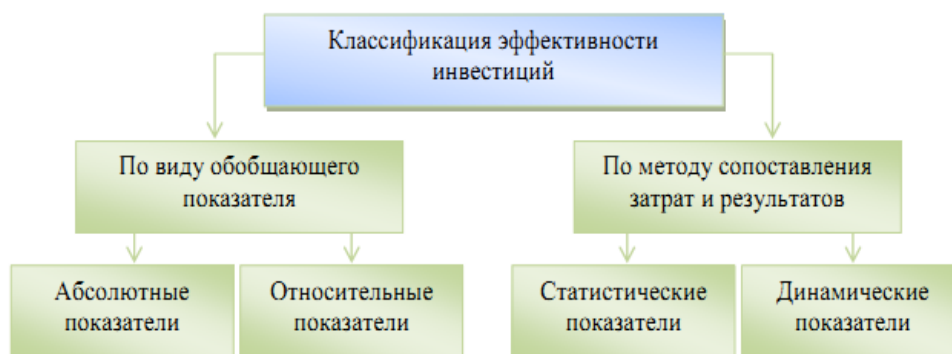 Классификация эффективности
инвестиций
По виду обобщающего
показателя
По методу сопоставления
затрат и результатов
Абсолютные
показатели
Относительные
показатели
Статистические
показатели
Динамические
показатели